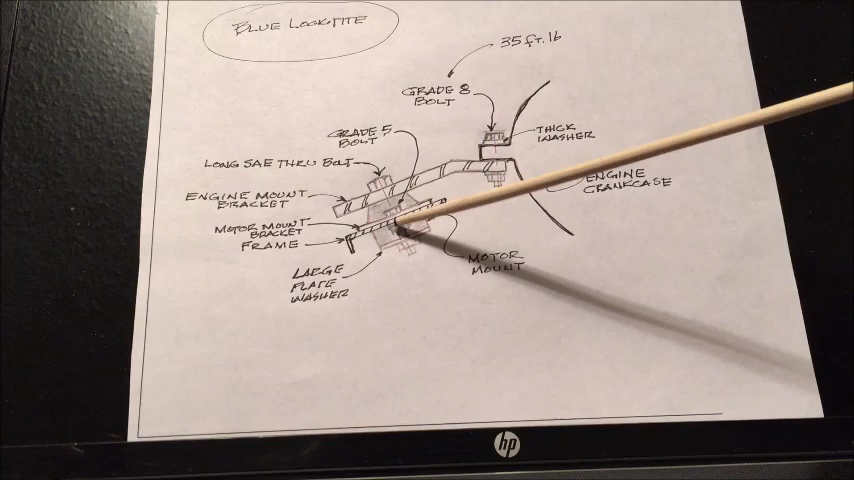 BLUE LOCKTITE
35 ft. lb
GRADE 8
BOLT
GRADE 5
BOLT
THICK
WASHER
LONG SAE THRU BOLT
ENGINE MOUNT
BRACKET
ENGINE
CRANKCASE
MOTOR MOUNT
BRACKET
FRAME
MOTOR
MOUNT
LARGE
PLATE
WASHER
hp